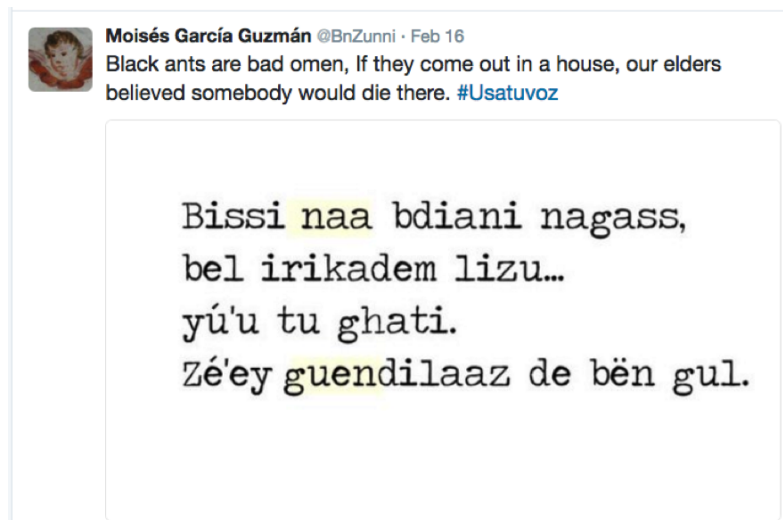 Moisés García Guzmán @BnZunni · Feb 16
Black ants are bad omen, If they come out in a house, our elders
believed somebody would die there. #Usatuvoz
Bissi naa bdiani nagass,
bel irikadem lizu…
yú'u tu ghati.
Zé'ey guendilaaz de bën gul.